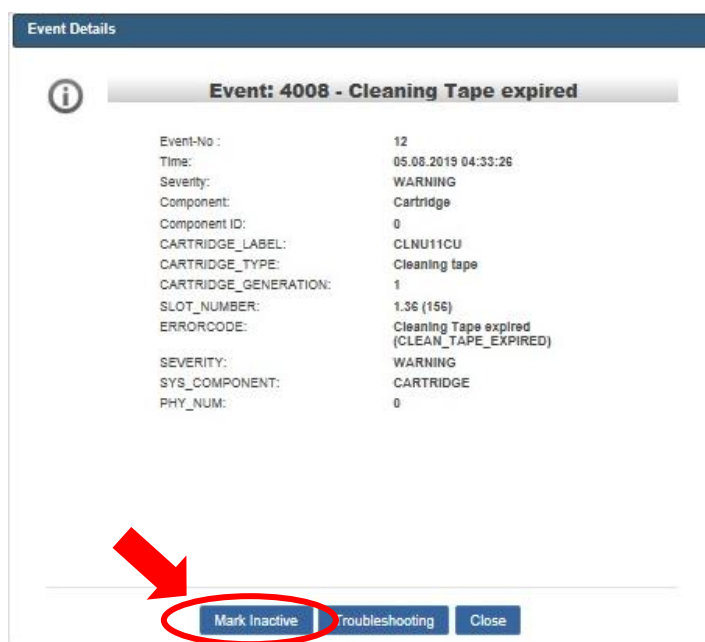 Event Details
Event: 4008 - Cleaning Tape expired
Event-No : 12
Time: 05.08.2019 04:33:26
Severity: WARNING
Component: Cartridge
Component ID: 0
CARTRIDGE_LABEL: CLNU11CU
CARTRIDGE_TYPE: Cleaning tape
CARTRIDGE_GENERATION: 1
SLOT_NUMBER: 1.36 (156)
ERRORCODE: Cleaning Tape expired
(CLEAN_TAPE_EXPIRED)
SEVERITY: WARNING
SYS_COMPONENT: CARTRIDGE
PHY_NUM: 0
Mark Inactive Troubleshooting Close